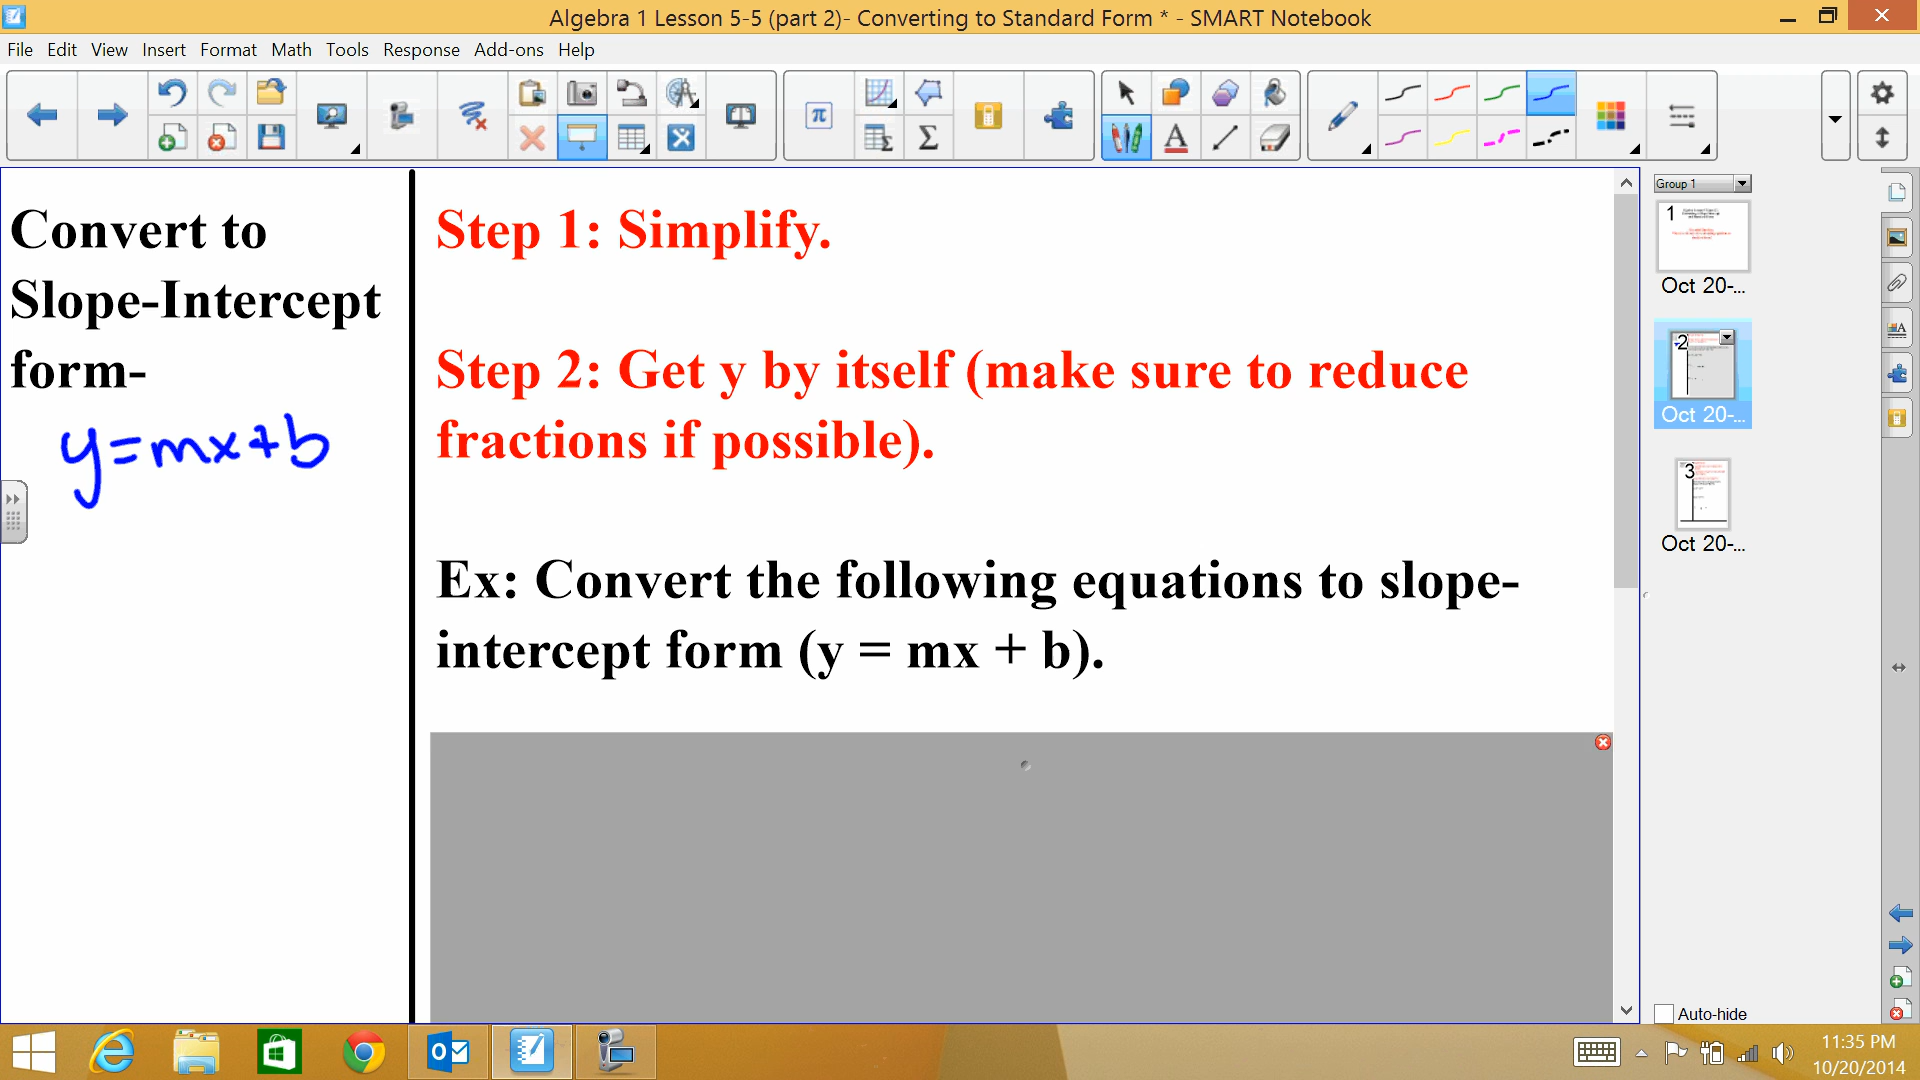 Algebra 1 Lesson 5-5 (part 2)- Converting to Standard Form * - SMART Notebook
File Edit View Insert Format Math Tools Response Add-ons Help
Convert to
Slope-Intercept
form-
y=mx+b
Step 1: Simplify.
Step 2: Get y by itself (make sure to reduce
fractions if possible).
Ex: Convert the following equations to slope-
intercept form (y = mx + b).
Group 1
1
Oct 20-...
2
Oct 20-...
3
Oct 20-...
Auto-hide
11:35 PM
10/20/2014